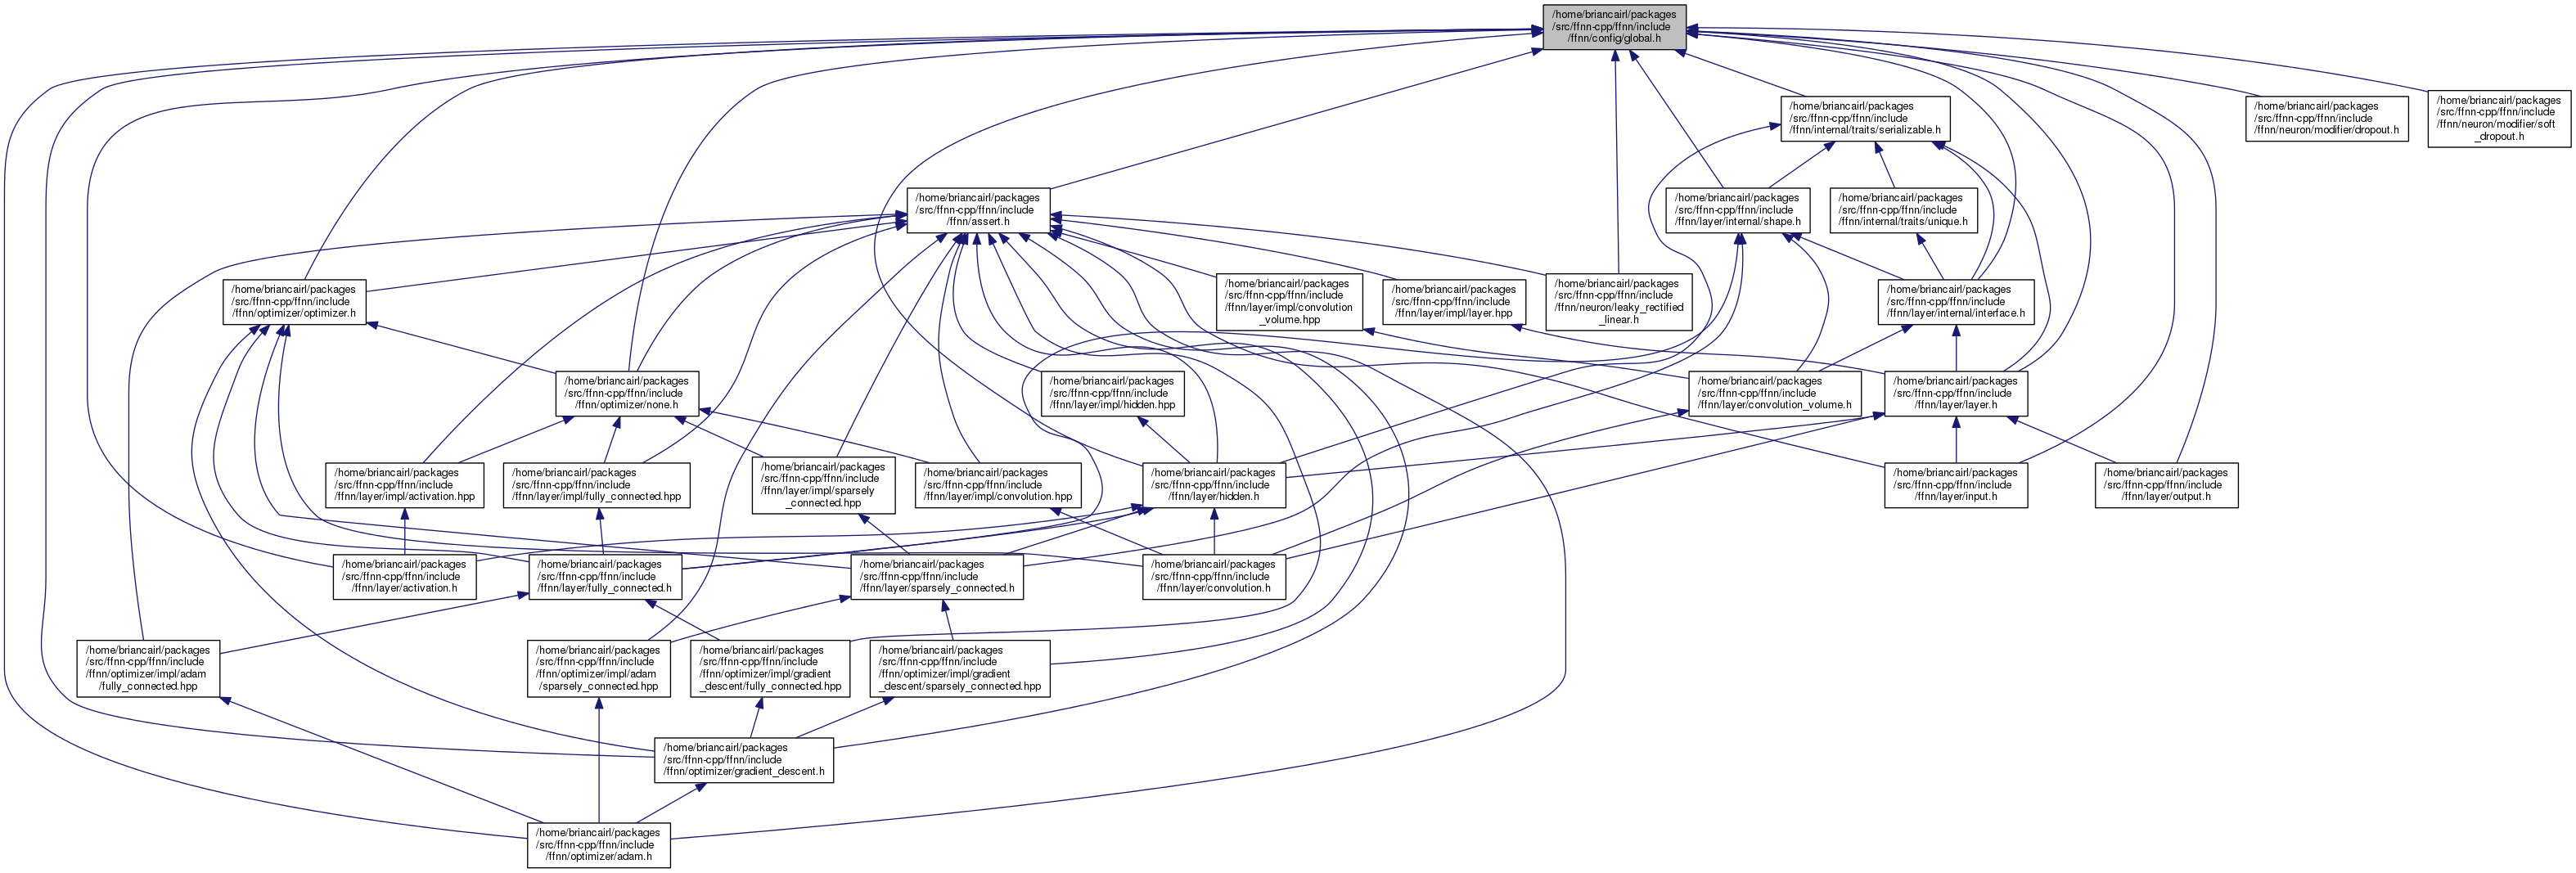 /home/briancairl/packages
/src/ffnn-cpp/ffnn/include
/ffnn/config/global.h
/home/briancairl/packages
/src/ffnn-cpp/ffnn/include
/ffnn/internal/traits/serializable.h
/home/briancairl/packages
/src/ffnn-cpp/ffnn/include
/ffnn/neuron/modifier/dropout.h
/home/briancairl/packages
/src/ffnn-cpp/ffnn/include
/ffnn/neuron/modifier/soft
_dropout.h
/home/briancairl/packages
/src/ffnn-cpp/ffnn/include
/ffnn/assert.h
/home/briancairl/packages
/src/ffnn-cpp/ffnn/include
/ffnn/layer/internal/shape.h
/home/briancairl/packages
/src/ffnn-cpp/ffnn/include
/ffnn/internal/traits/unique.h
/home/briancairl/packages
/src/ffnn-cpp/ffnn/include
/ffnn/optimizer/optimizer.h
/home/briancairl/packages
/src/ffnn-cpp/ffnn/include
/ffnn/layer/impl/convolution
_volume.hpp
/home/briancairl/packages
/src/ffnn-cpp/ffnn/include
/ffnn/layer/impl/layer.hpp
/home/briancairl/packages
/src/ffnn-cpp/ffnn/include
/ffnn/neuron/leaky_rectified
_linear.h
/home/briancairl/packages
/src/ffnn-cpp/ffnn/include
/ffnn/layer/internal/interface.h
/home/briancairl/packages
/src/ffnn-cpp/ffnn/include
/ffnn/optimizer/none.h
/home/briancairl/packages
/src/ffnn-cpp/ffnn/include
/ffnn/layer/impl/hidden.hpp
/home/briancairl/packages
/src/ffnn-cpp/ffnn/include
/ffnn/layer/convolution_volume.h
/home/briancairl/packages
/src/ffnn-cpp/ffnn/include
/ffnn/layer/layer.h
/home/briancairl/packages
/src/ffnn-cpp/ffnn/include
/ffnn/layer/impl/activation.hpp
/home/briancairl/packages
/src/ffnn-cpp/ffnn/include
/ffnn/layer/impl/fully_connected.hpp
/home/briancairl/packages
/src/ffnn-cpp/ffnn/include
/ffnn/layer/impl/sparsely
_connected.hpp
/home/briancairl/packages
/src/ffnn-cpp/ffnn/include
/ffnn/layer/impl/convolution.hpp
/home/briancairl/packages
/src/ffnn-cpp/ffnn/include
/ffnn/layer/hidden.h
/home/briancairl/packages
/src/ffnn-cpp/ffnn/include
/ffnn/layer/input.h
/home/briancairl/packages
/src/ffnn-cpp/ffnn/include
/ffnn/layer/output.h
/home/briancairl/packages
/src/ffnn-cpp/ffnn/include
/ffnn/layer/activation.h
/home/briancairl/packages
/src/ffnn-cpp/ffnn/include
/ffnn/layer/fully_connected.h
/home/briancairl/packages
/src/ffnn-cpp/ffnn/include
/ffnn/layer/sparsely_connected.h
/home/briancairl/packages
/src/ffnn-cpp/ffnn/include
/ffnn/layer/convolution.h
/home/briancairl/packages
/src/ffnn-cpp/ffnn/include
/ffnn/optimizer/impl/adam
/fully_connected.hpp
/home/briancairl/packages
/src/ffnn-cpp/ffnn/include
/ffnn/optimizer/impl/adam
/sparsely_connected.hpp
/home/briancairl/packages
/src/ffnn-cpp/ffnn/include
/ffnn/optimizer/impl/gradient
_descent/fully_connected.hpp
/home/briancairl/packages
/src/ffnn-cpp/ffnn/include
/ffnn/optimizer/impl/gradient
_descent/sparsely_connected.hpp
/home/briancairl/packages
/src/ffnn-cpp/ffnn/include
/ffnn/optimizer/gradient_descent.h
/home/briancairl/packages
/src/ffnn-cpp/ffnn/include
/ffnn/optimizer/adam.h